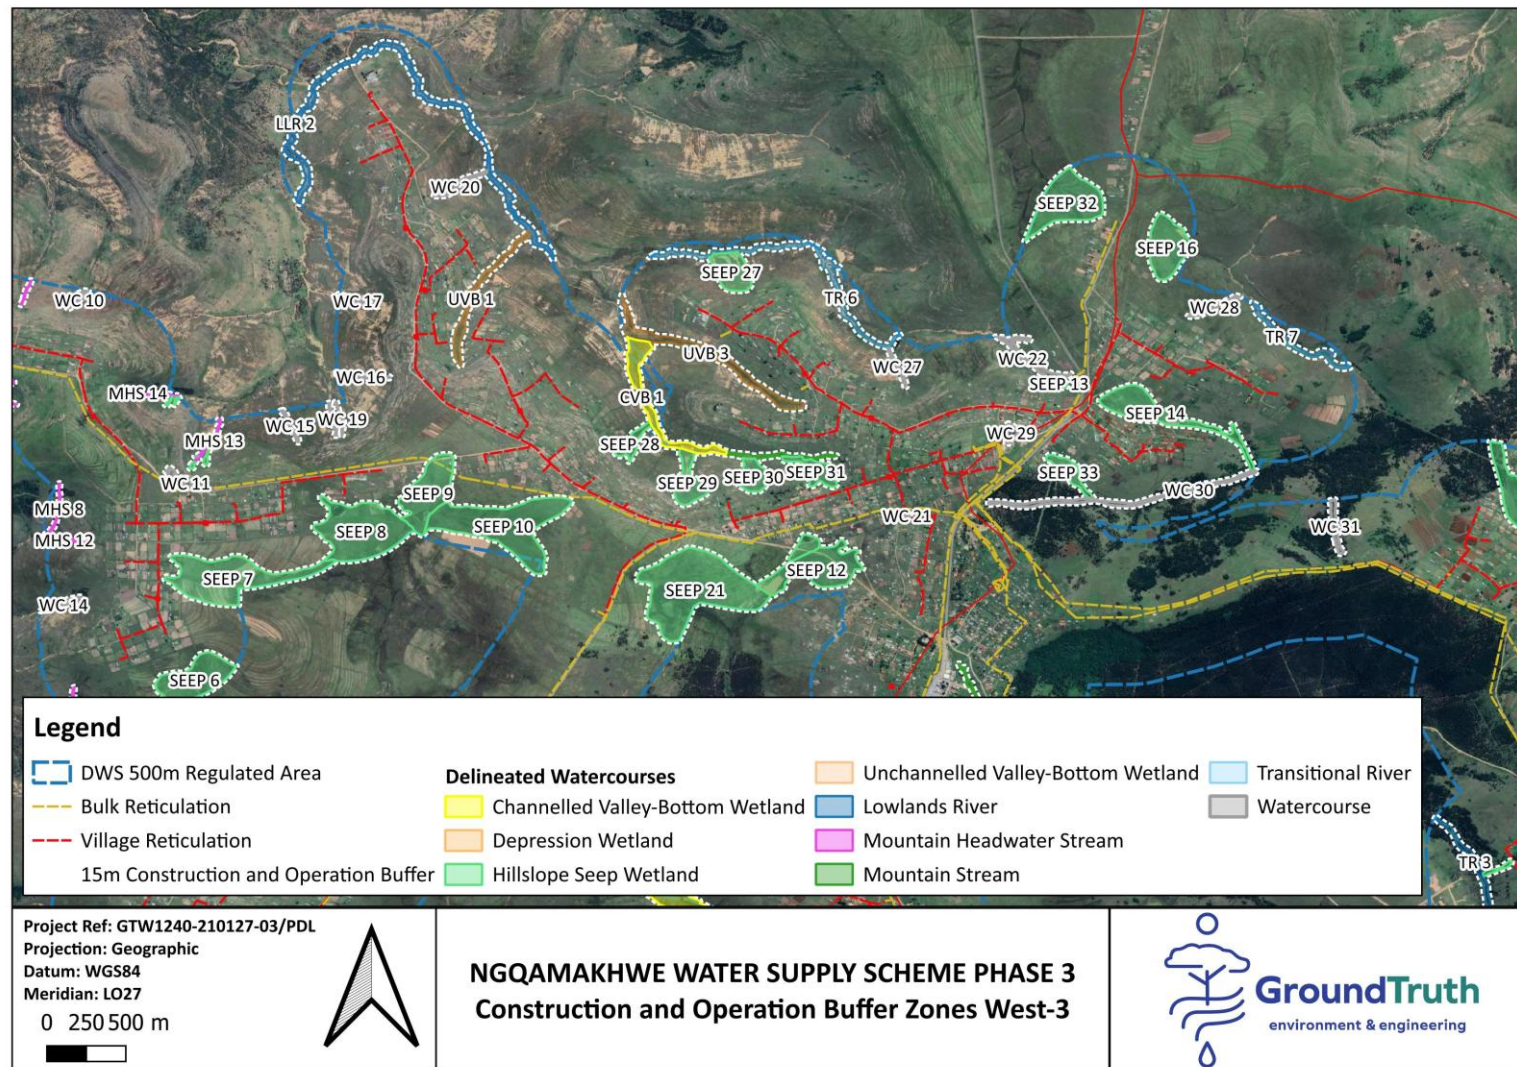 LLR 2
WC 20
SEEP 32
SEEP 16
SEEP 27
WC 10
WC 17
UVB 1
TR 6
WC 28
TR 7
UVB 3
WC 22
WC 27
WC 16
SEEP 13
MHS 14
CVB 1
SEEP 14
WC 15
WC 19
MHS 13
SEEP 28
WC 29
WC 11
SEEP 29
SEEP 30
SEEP 31
SEEP 33
WC 30
SEEP 9
MHS 8
SEEP 8
SEEP 10
WC 21
WC 31
MHS 12
SEEP 7
SEEP 21
SEEP 12
WC 14
SEEP 6
Legend
DWS 500m Regulated Area
Bulk Reticulation
Village Reticulation
15m Construction and Operation Buffer
Delineated Watercourses
Channelled Valley-Bottom Wetland
Depression Wetland
Hillslope Seep Wetland
Unchannelled Valley-Bottom Wetland
Lowlands River
Mountain Headwater Stream
Mountain Stream
Transitional River
Watercourse
TR 3
Project Ref: GTW1240-210127-03/PDL
Projection: Geographic
Datum: WGS84
Meridian: LO27
0 250 500 m
NGQAMAKHWE WATER SUPPLY SCHEME PHASE 3
Construction and Operation Buffer Zones West-3
GroundTruth
environment & engineering